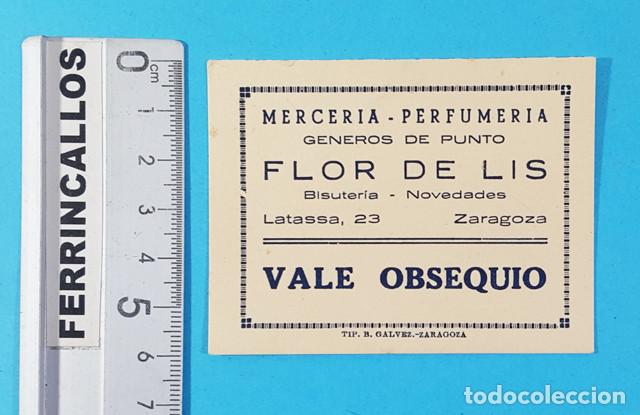 FERRINCALLOS
0 cm
1
2
3
4
5
6
7
MERCERIA - PERFUMERIA
GENEROS DE PUNTO
FLOR DE LIS
Bisutería - Novedades
Latassa, 23 Zaragoza
VALE OBSEQUIO
TIP. B. GALVEZ.-ZARAGOZA
todocoleccion